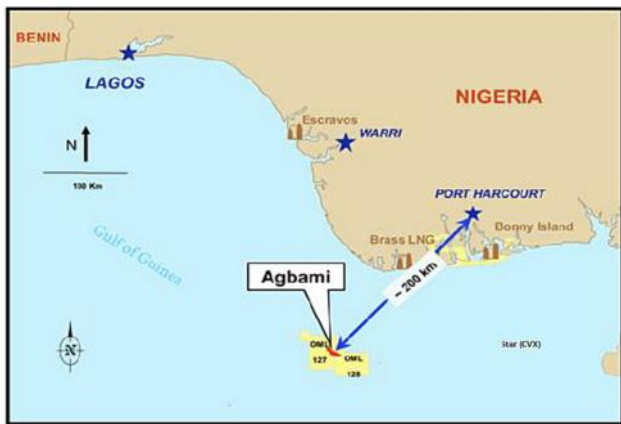 BENIN
LAGOS
NIGERIA
Escravos
WARRI
N
100 Km
PORT HARCOURT
Gulf of Guinea
Brass LNG
Bonny Island
Agbami
~ 200 km
OML
127
OML
128
Star (CVX)
N